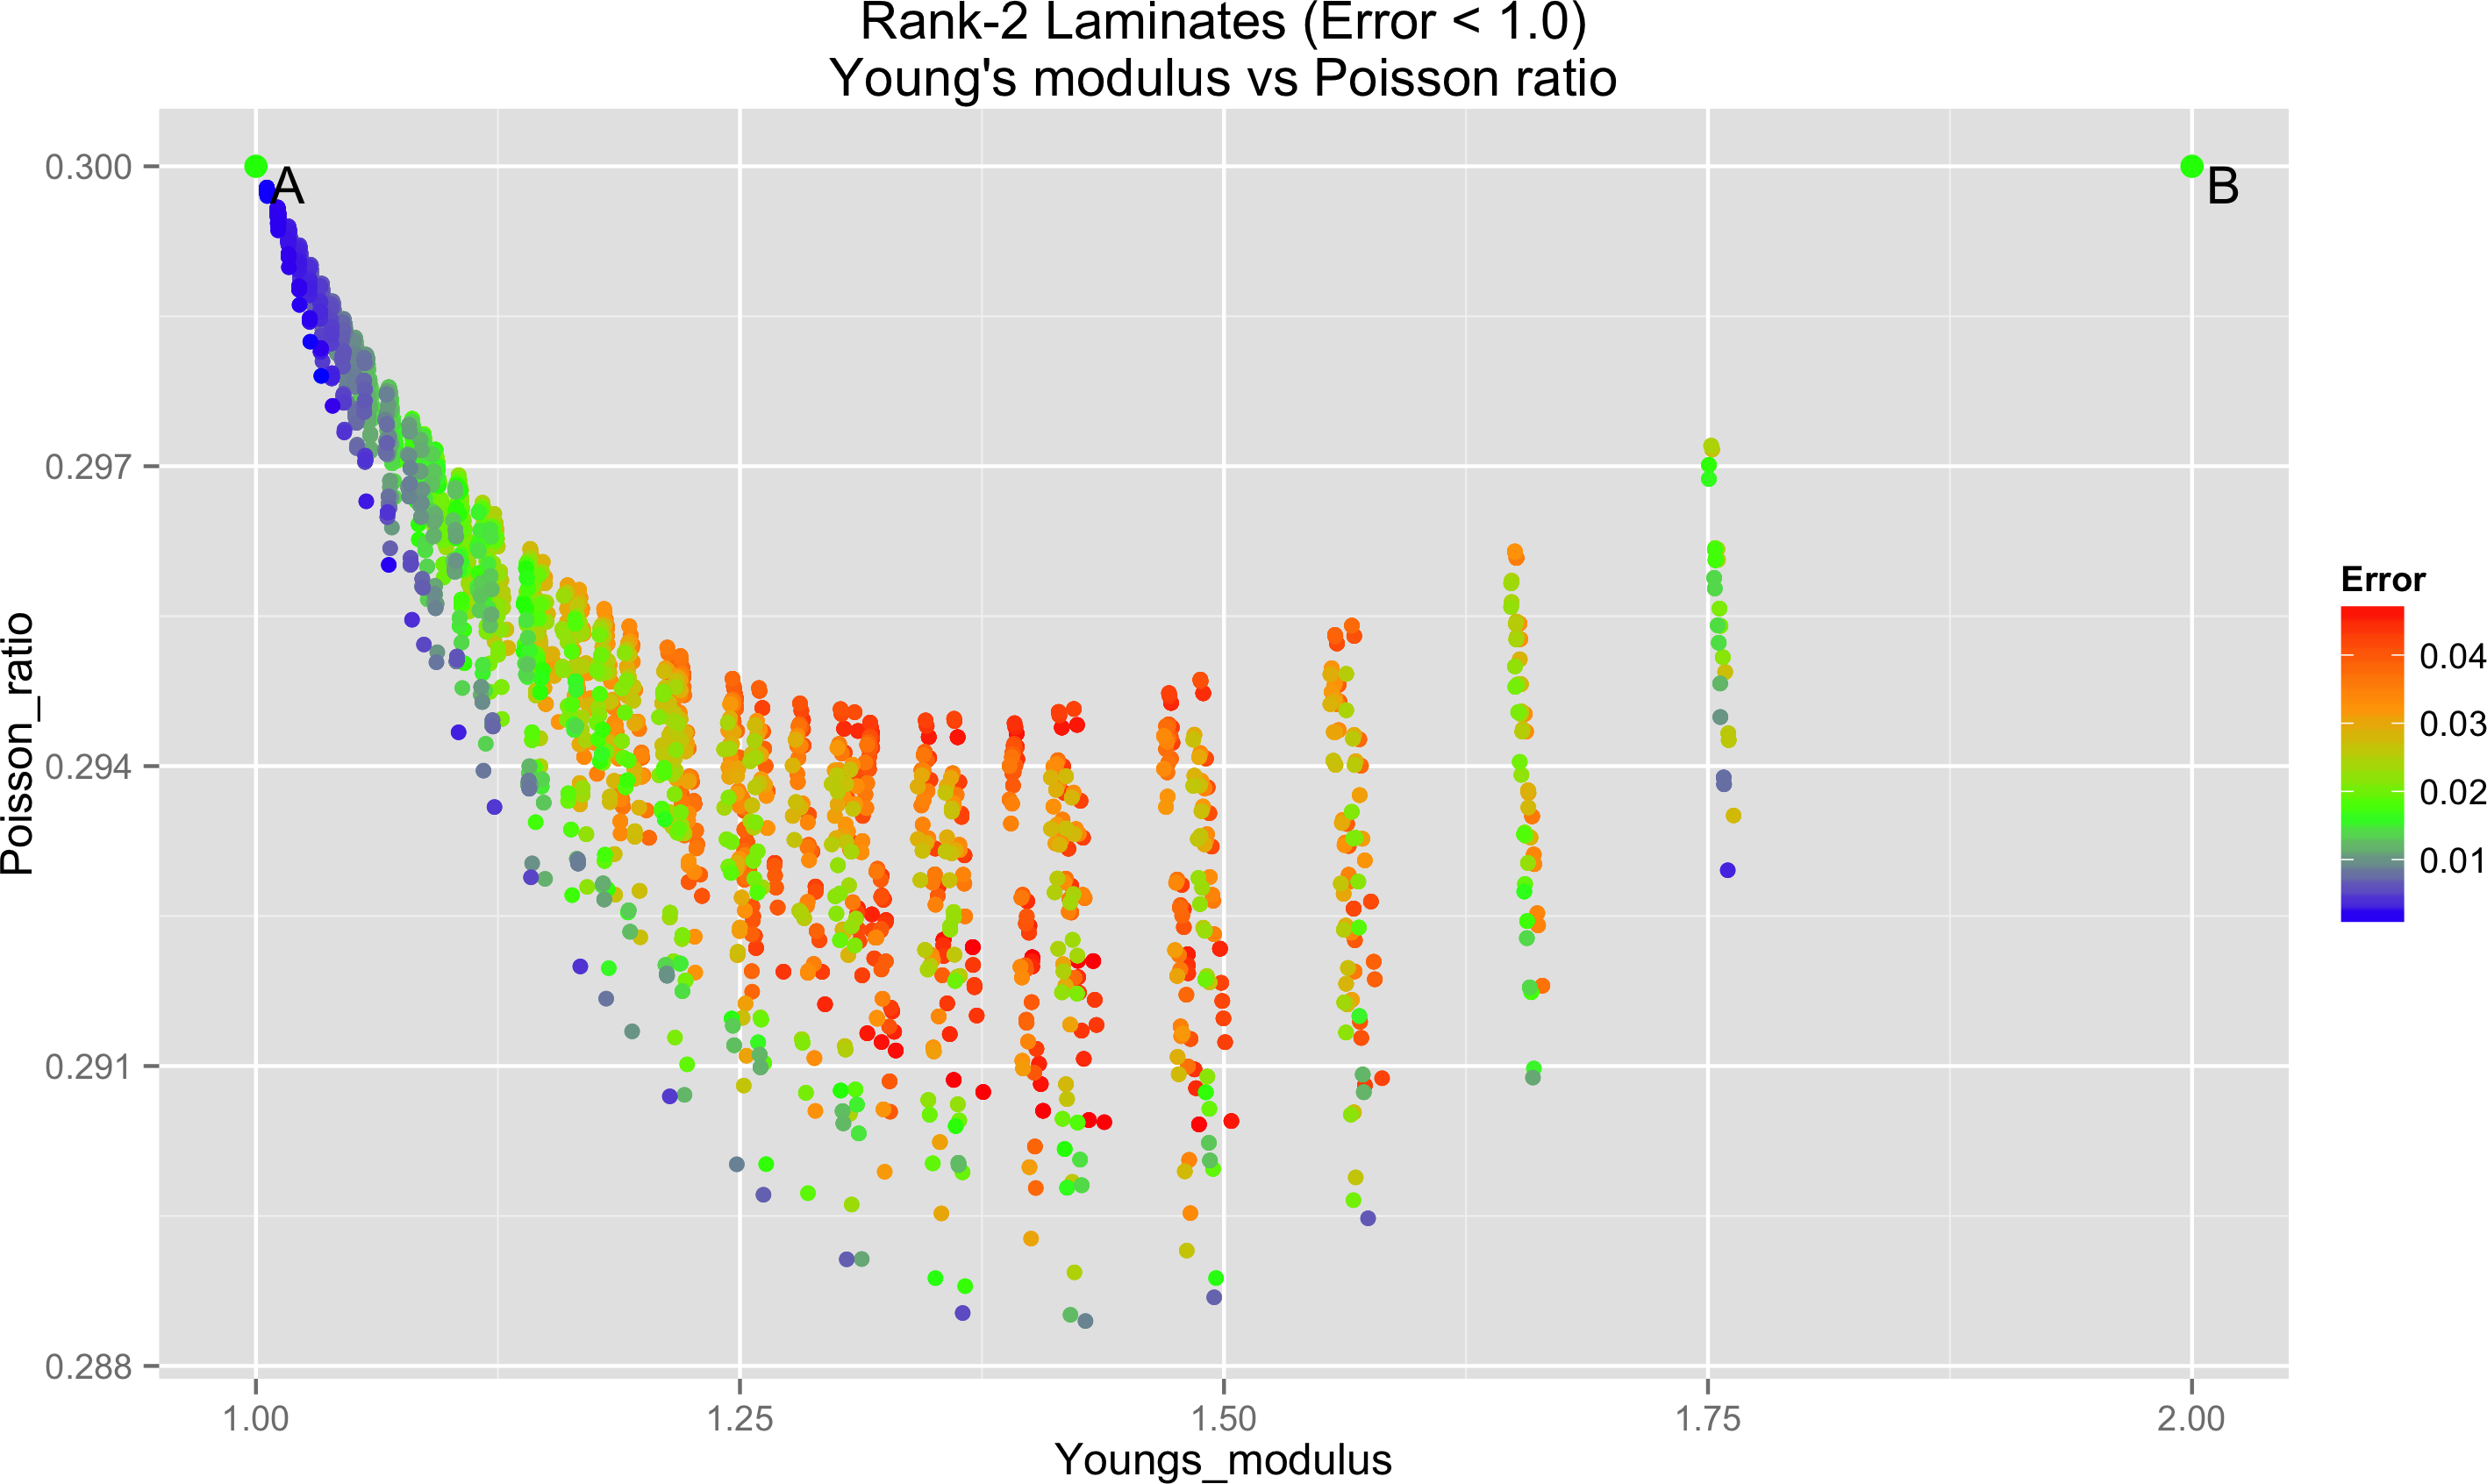 Rank-2 Laminates (Error < 1.0)
Young's modulus vs Poisson ratio
0.300
0.297
0.294
0.291
0.288
Poisson_ratio
A
B
1.00
1.25
1.50
1.75
2.00
Youngs_modulus
Error
0.04
0.03
0.02
0.01